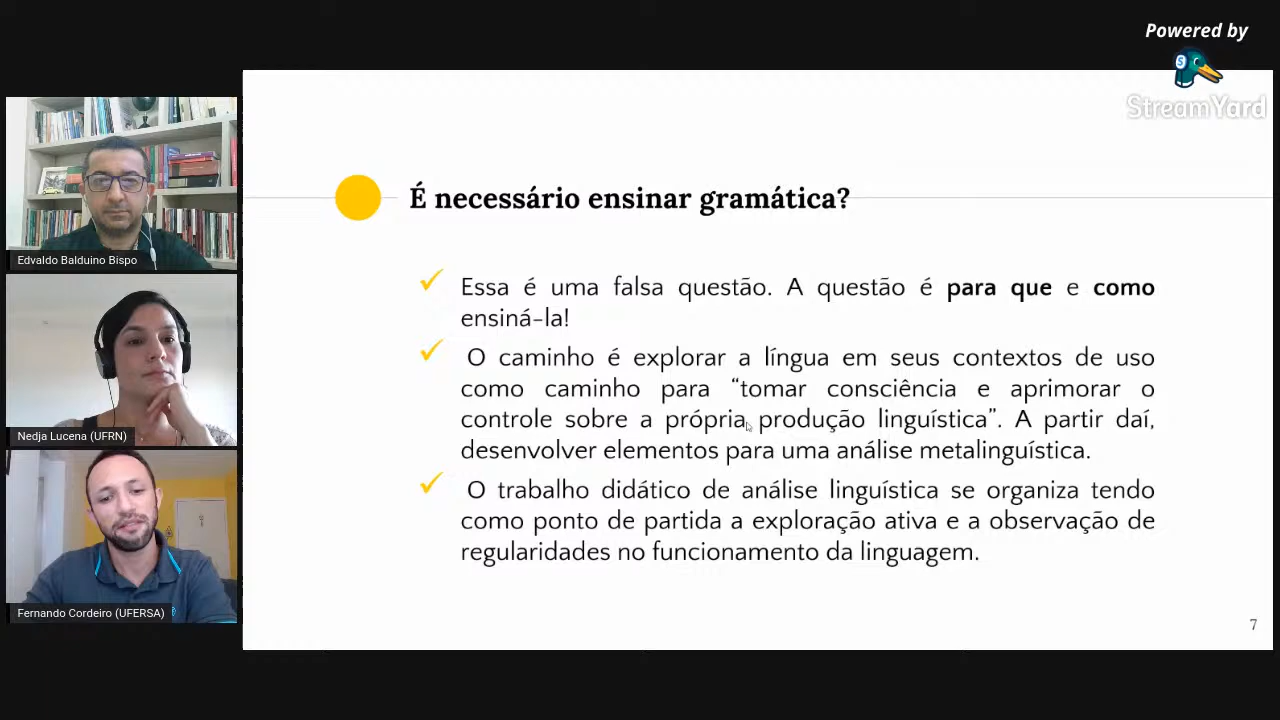 Powered by
StreamYard
É necessário ensinar gramática?
Essa é uma falsa questão. A questão é para que e como
ensiná-la!
O caminho é explorar a língua em seus contextos de uso
como caminho para “tomar consciência e aprimorar o
controle sobre a própria produção linguística”. A partir daí,
desenvolver elementos para uma análise metalinguística.
O trabalho didático de análise linguística se organiza tendo
como ponto de partida a exploração ativa e a observação de
regularidades no funcionamento da linguagem.
7
Edvaldo Balduino Bispo
Nedja Lucena (UFRN)
Fernando Cordeiro (UFERSA)